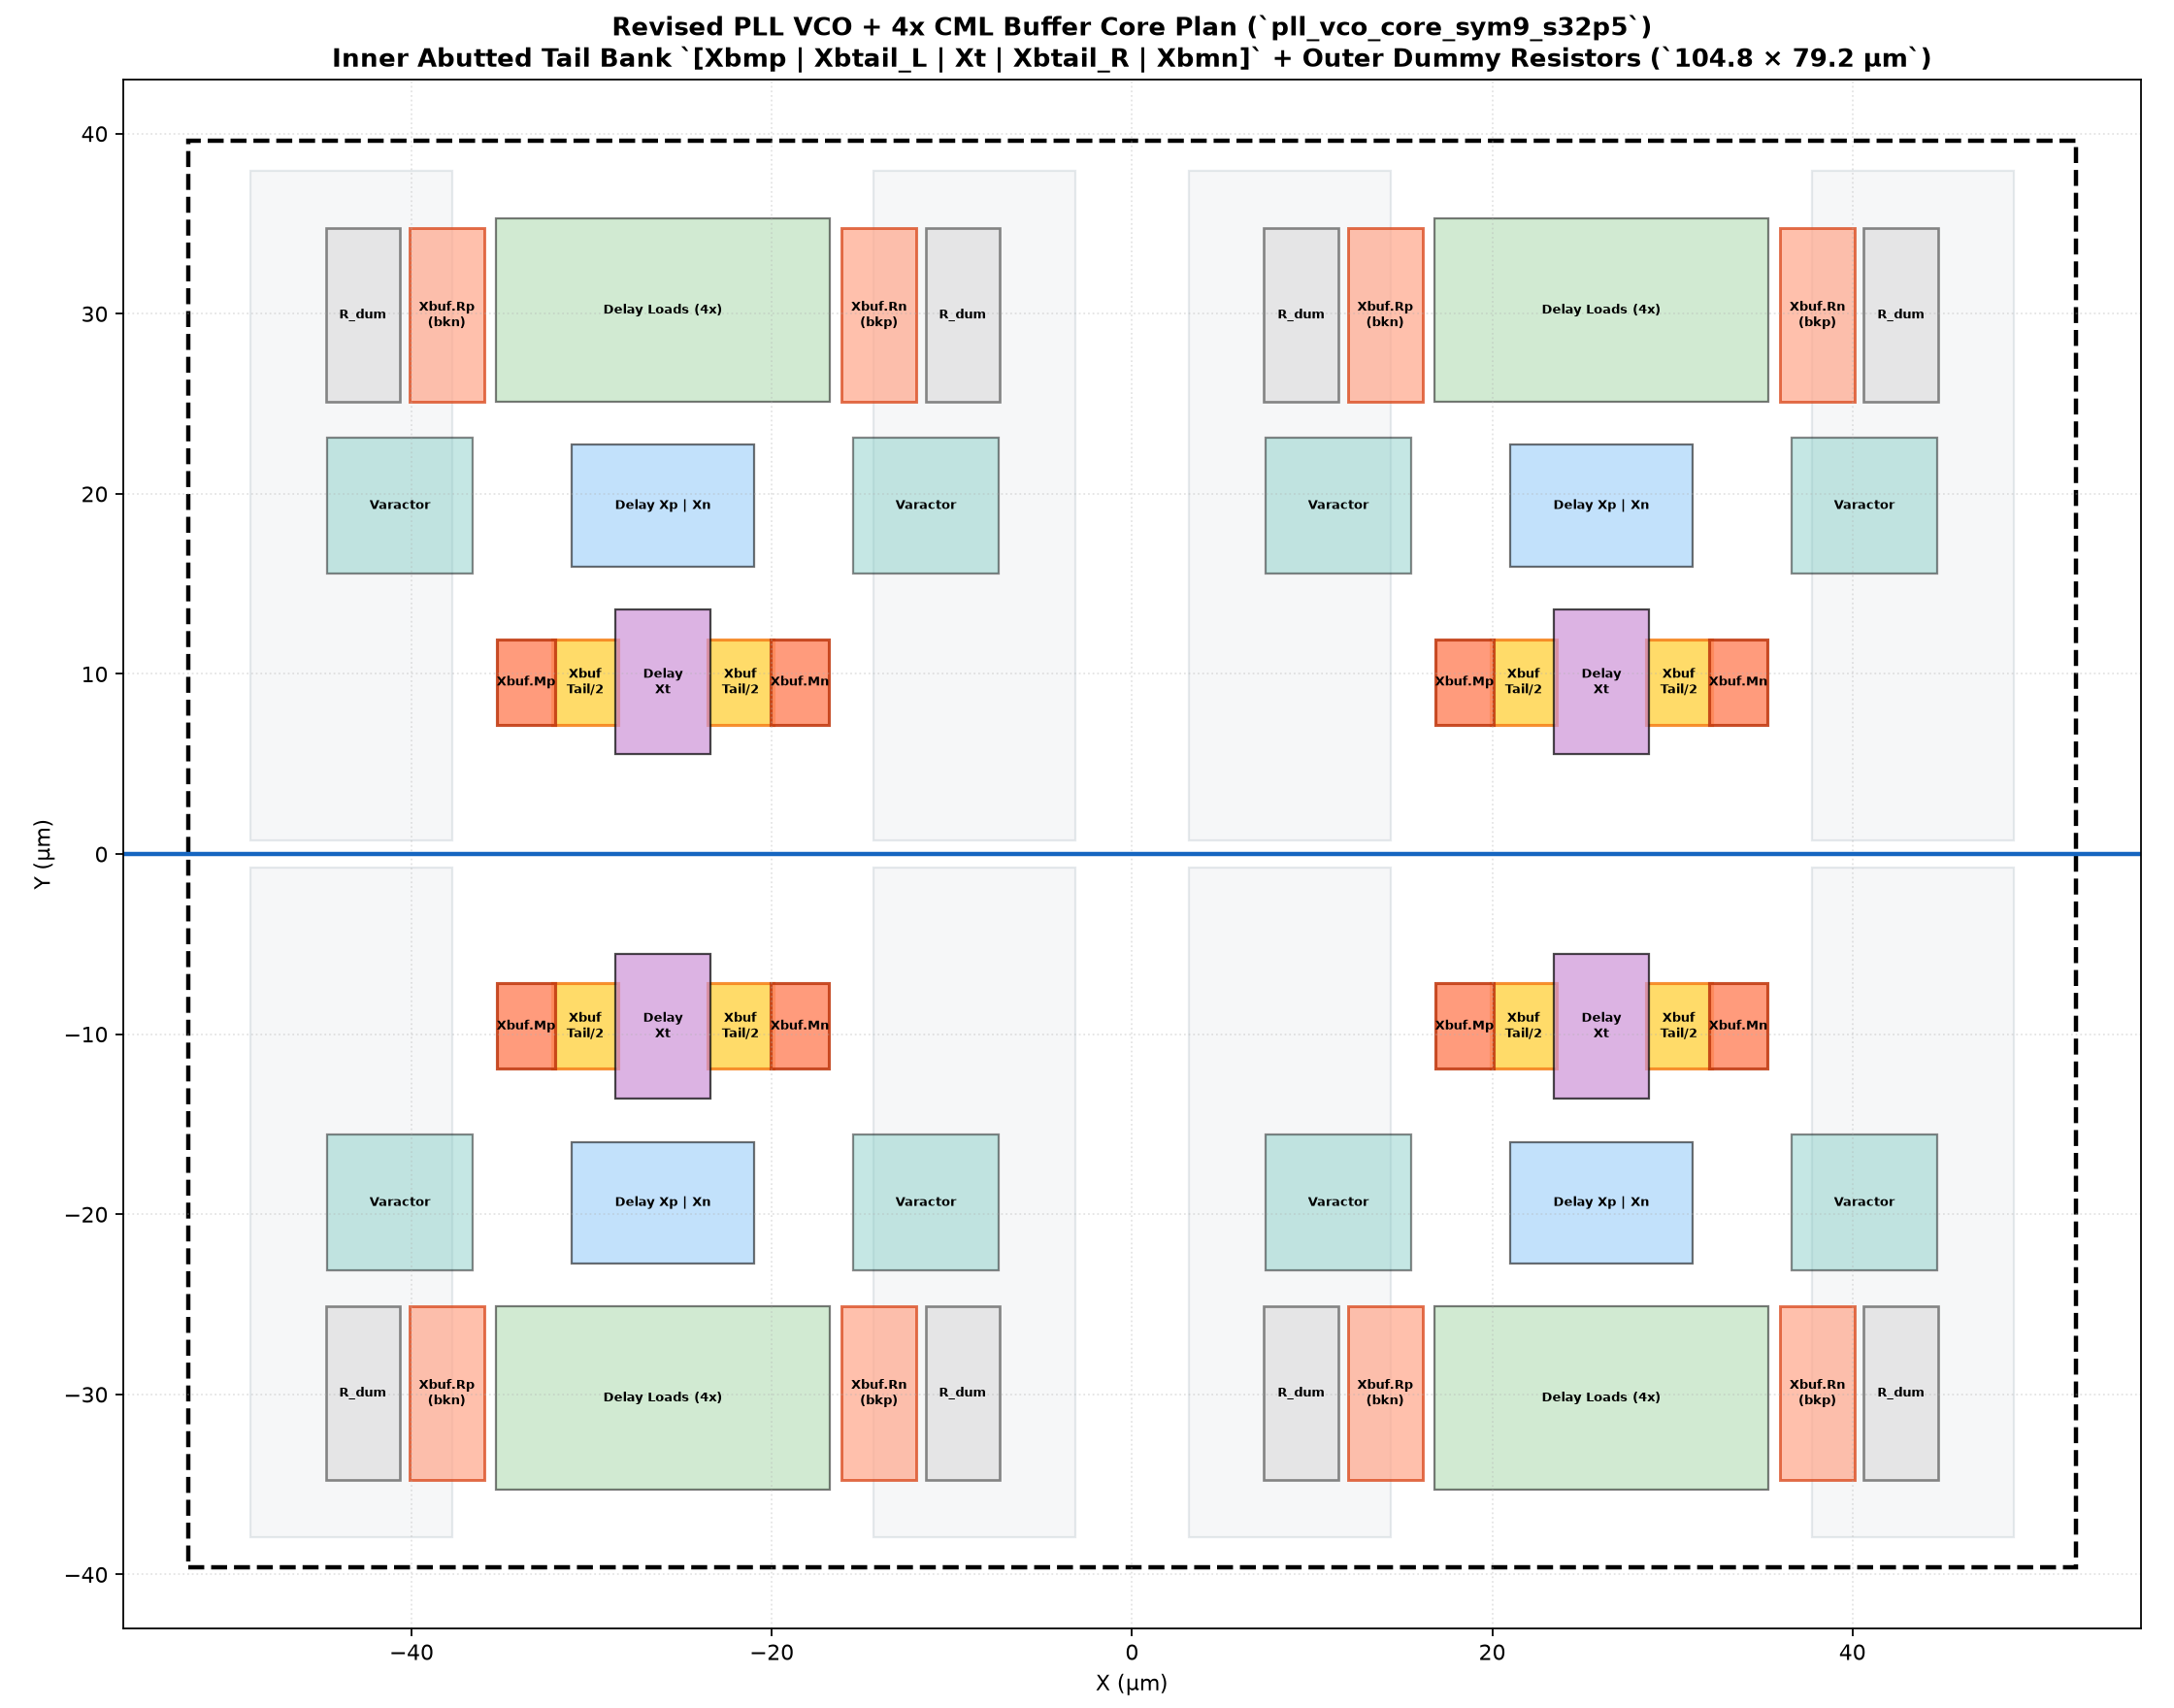 Revised PLL VCO + 4x CML Buffer Core Plan (`pll_vco_core_sym9_s32p5`)
Inner Abutted Tail Bank `[Xbmp | Xbtail_L | Xt | Xbtail_R | Xbmn]` + Outer Dummy Resistors (`104.8 × 79.2 μm`)
40
R_dum
Xbuf.Rp
(bkn)
Delay Loads (4x)
Xbuf.Rn
(bkp)
R_dum
R_dum
Xbuf.Rp
(bkn)
Delay Loads (4x)
Xbuf.Rn
(bkp)
R_dum
30
20
Varactor
Delay Xp | Xn
Varactor
Varactor
Delay Xp | Xn
Varactor
10
Xbuf.Mp
Xbuf
Tail/2
Delay
Xt
Xbuf
Tail/2
Xbuf.Mn
Xbuf.Mp
Xbuf
Tail/2
Delay
Xt
Xbuf
Tail/2
Xbuf.Mn
Y (μm)
0
−10
Xbuf.Mp
Xbuf
Tail/2
Delay
Xt
Xbuf
Tail/2
Xbuf.Mn
Xbuf.Mp
Xbuf
Tail/2
Delay
Xt
Xbuf
Tail/2
Xbuf.Mn
−20
Varactor
Delay Xp | Xn
Varactor
Varactor
Delay Xp | Xn
Varactor
−30
R_dum
Xbuf.Rp
(bkn)
Delay Loads (4x)
Xbuf.Rn
(bkp)
R_dum
R_dum
Xbuf.Rp
(bkn)
Delay Loads (4x)
Xbuf.Rn
(bkp)
R_dum
−40
−40
−20
0
20
40
X (μm)